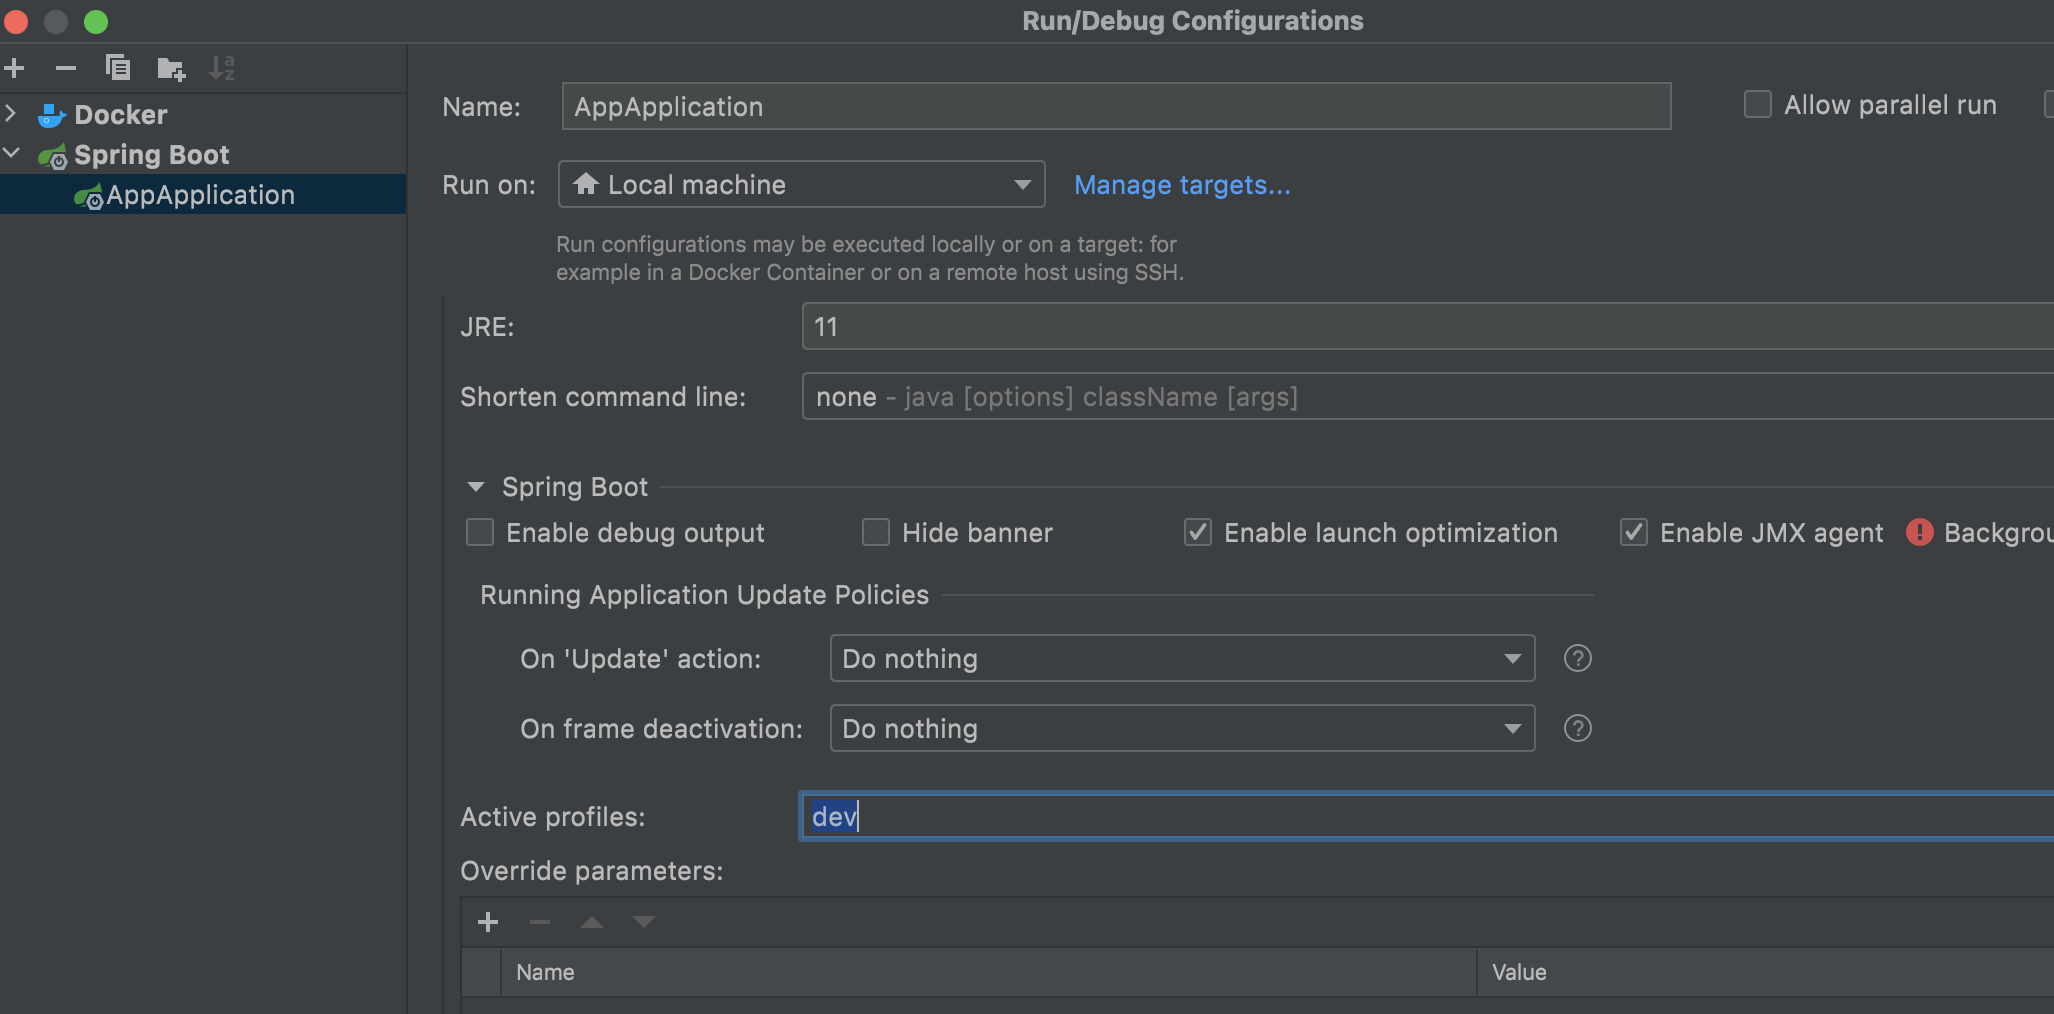 Run/Debug Configurations
Docker
Spring Boot
AppApplication
Name: AppApplication Allow parallel run
Run on: Local machine Manage targets...
Run configurations may be executed locally or on a target: for
example in a Docker Container or on a remote host using SSH.
JRE: 11
Shorten command line: none - java [options] className [args]
Spring Boot
Enable debug output Hide banner Enable launch optimization Enable JMX agent Backgrou
Running Application Update Policies
On 'Update' action: Do nothing
On frame deactivation: Do nothing
Active profiles: dev
Override parameters:
Name Value